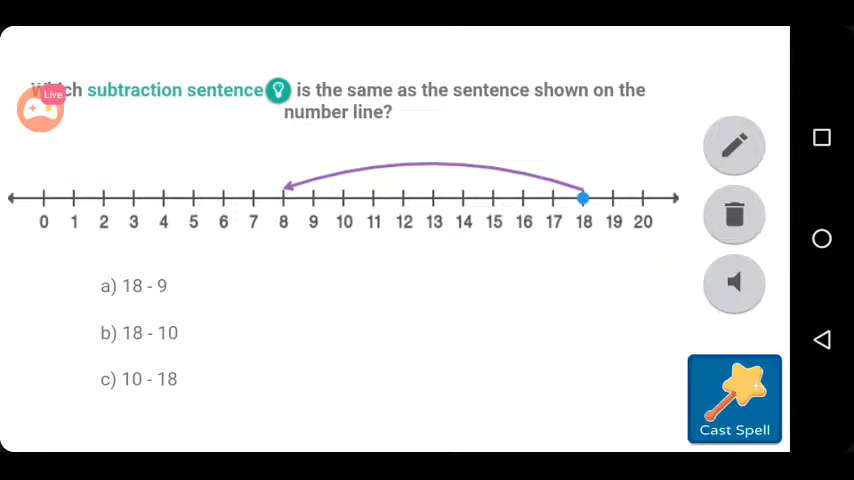 Which subtraction sentence is the same as the sentence shown on the
number line?
Live
0 1 2 3 4 5 6 7 8 9 10 11 12 13 14 15 16 17 18 19 20
a) 18 - 9
b) 18 - 10
c) 10 - 18
Cast Spell